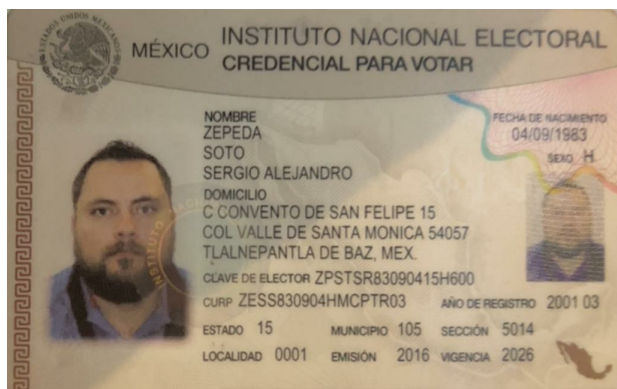 MÉXICO
INSTITUTO NACIONAL ELECTORAL
CREDENCIAL PARA VOTAR
NOMBRE
ZEPEDA
SOTO
SERGIO ALEJANDRO
FECHA DE NACIMIENTO
04/09/1983
SEXO H
DOMICILIO
C CONVENTO DE SAN FELIPE 15
COL VALLE DE SANTA MONICA 54057
TLALNEPANTLA DE BAZ, MEX.
CLAVE DE ELECTOR ZPSTSR83090415H600
CURP ZESS830904HMCPTR03 AÑO DE REGISTRO 2001 03
ESTADO 15 MUNICIPIO 105 SECCIÓN 5014
LOCALIDAD 0001 EMISIÓN 2016 VIGENCIA 2026